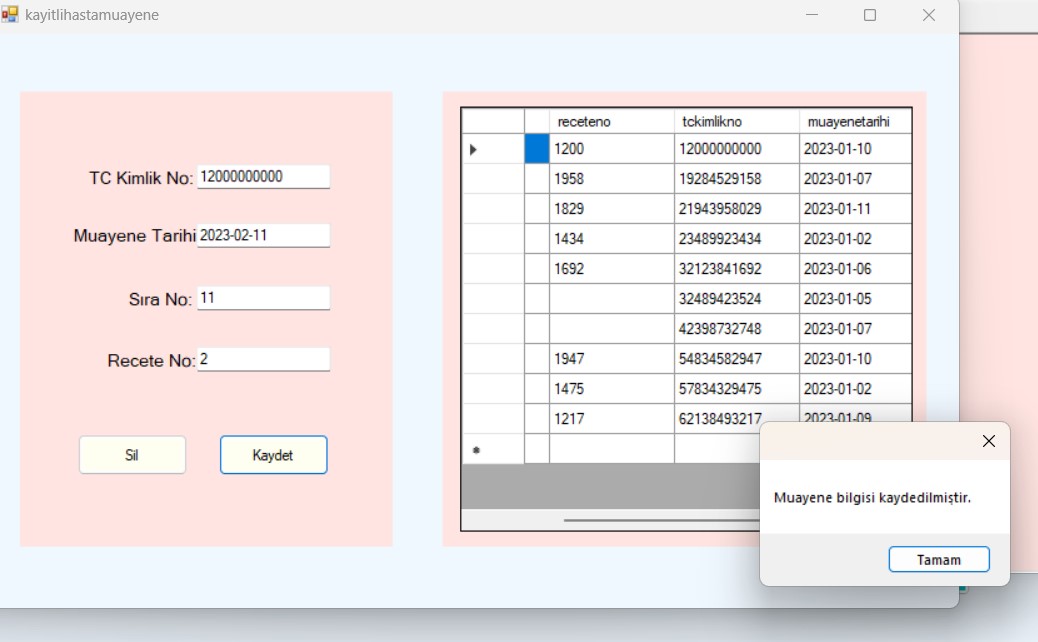 kayitlihastamuayene
TC Kimlik No: 12000000000
Muayene Tarihi 2023-02-11
Sıra No: 11
Recete No: 2
Sil Kaydet
receteno tckimlikno muayenetarihi
1200 12000000000 2023-01-10
1958 19284529158 2023-01-07
1829 21943958029 2023-01-11
1434 23489923434 2023-01-02
1692 32123841692 2023-01-06
32489423524 2023-01-05
42398732748 2023-01-07
1947 54834582947 2023-01-10
1475 57834329475 2023-01-02
1217 62138493217 2023-01-09
Muayene bilgisi kaydedilmiştir.
Tamam